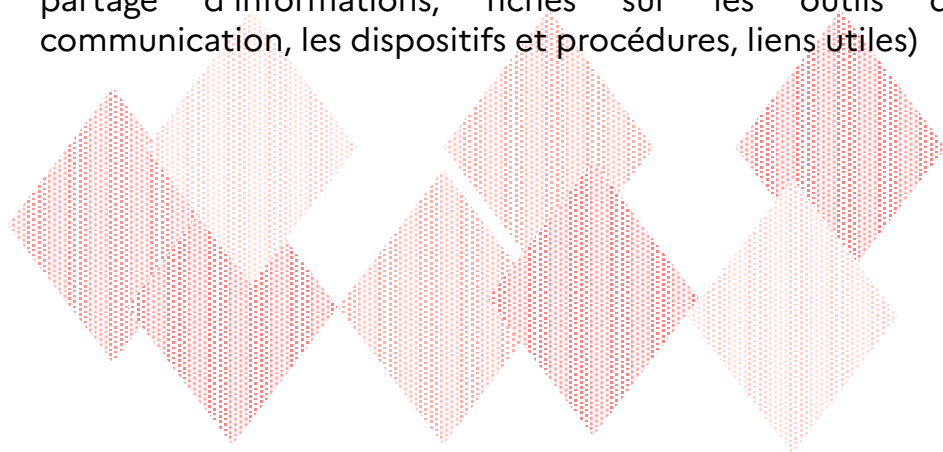 partage d'informations, fiches sur les outils
communication, les dispositifs et procédures, liens utiles)